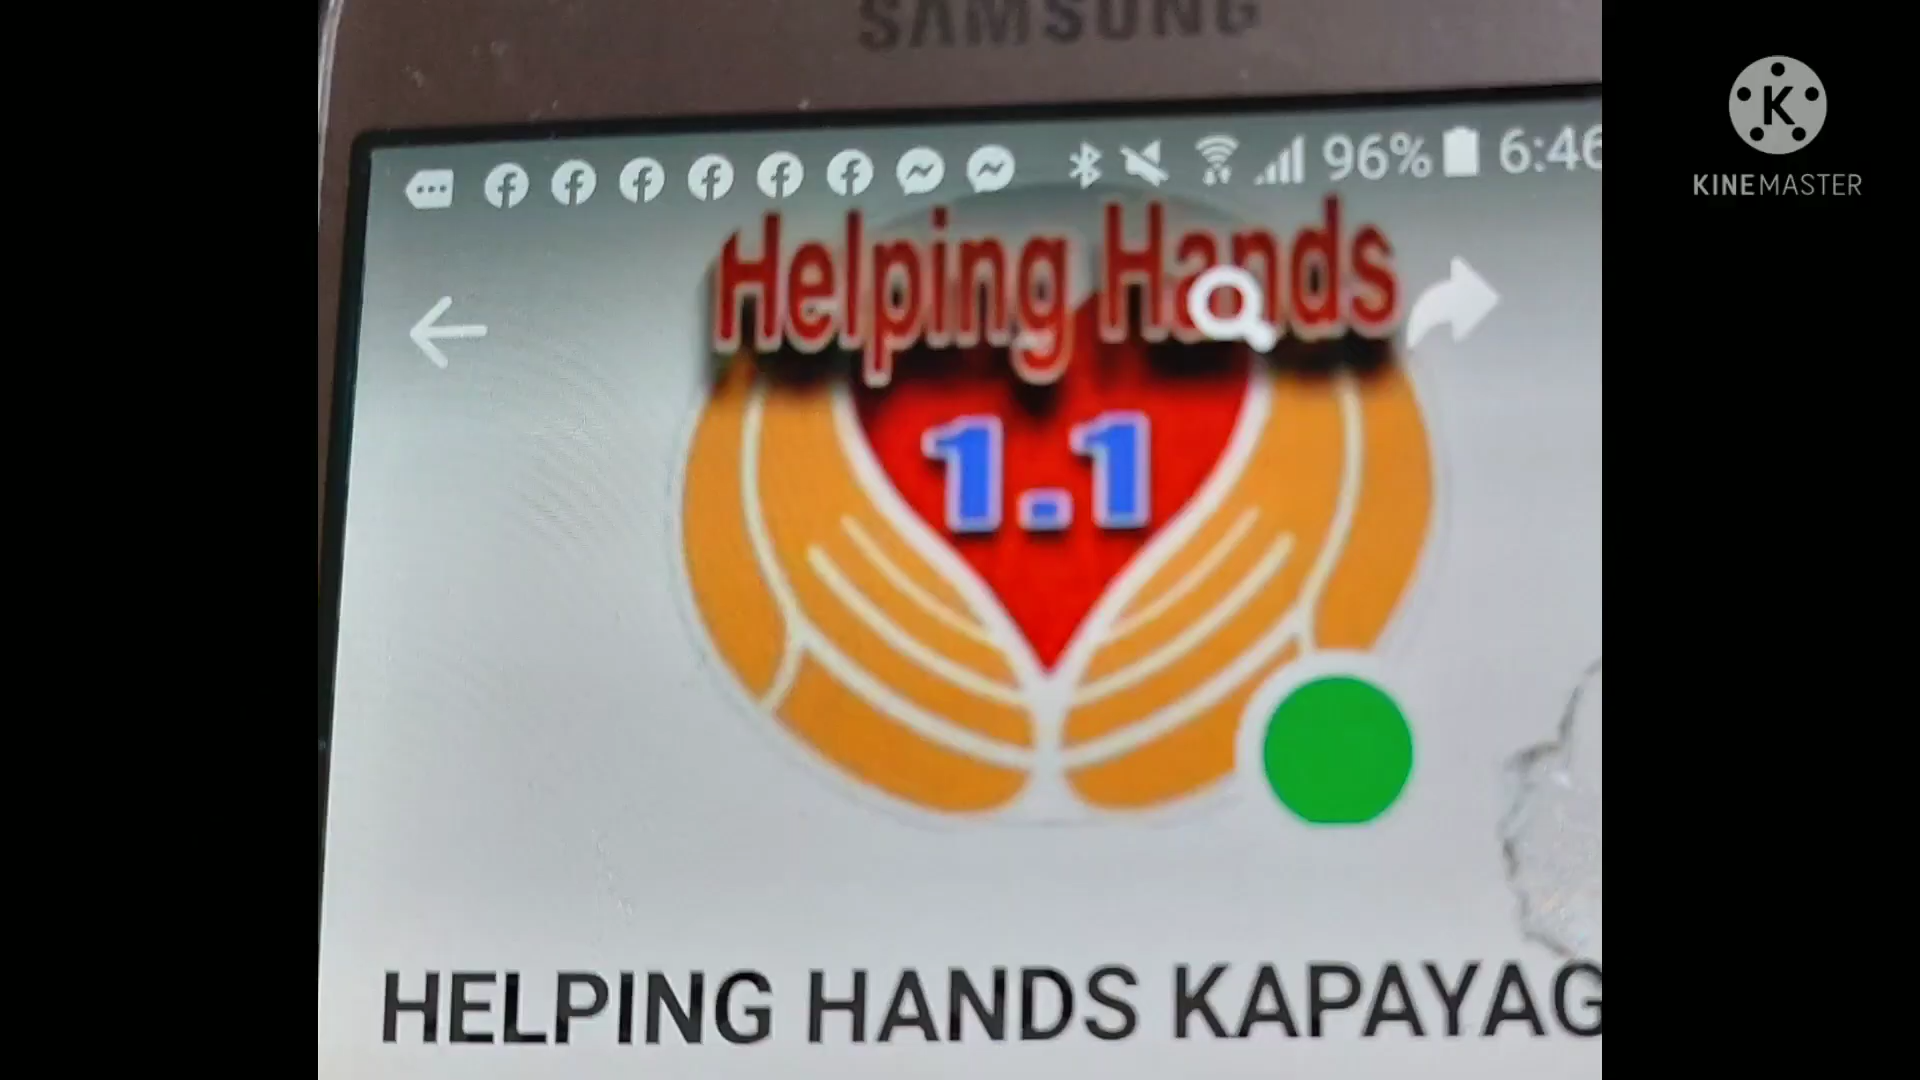 SAMSUNG
96% 6:46
Helping Hands
1.1
HELPING HANDS KAPAYAG
K
KINEMASTER